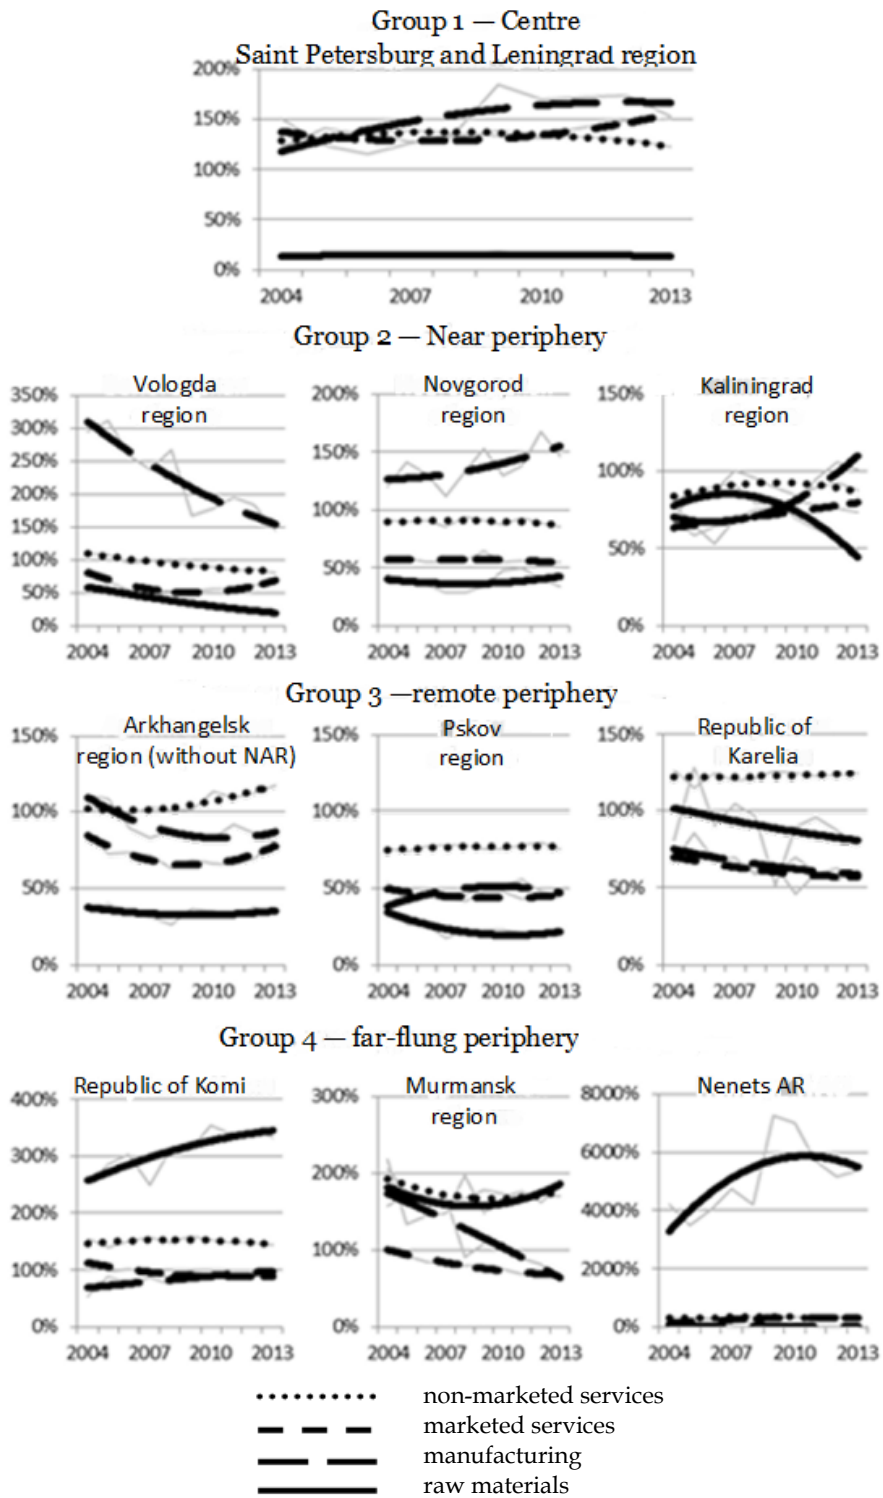 Group 1 — Centre
Saint Petersburg and Leningrad region
200%
150%
100%
50%
0%
2004 2007 2010 2013
Group 2 — Near periphery
Vologda
region
350%
300%
250%
200%
150%
100%
50%
0%
2004 2007 2010 2013
Novgorod
region
200%
150%
100%
50%
0%
2004 2007 2010 2013
Kaliningrad
region
150%
100%
50%
0%
2004 2007 2010 2013
Group 3 —remote periphery
Arkhangelsk
region (without NAR)
150%
100%
50%
0%
2004 2007 2010 2013
Pskov
region
150%
100%
50%
0%
2004 2007 2010 2013
Republic of
Karelia
150%
100%
50%
0%
2004 2007 2010 2013
Group 4 — far-flung periphery
Republic of Komi
400%
300%
200%
100%
0%
2004 2007 2010 2013
Murmansk
region
300%
200%
100%
0%
2004 2007 2010 2013
Nenets AR
8000%
6000%
4000%
2000%
0%
2004 2007 2010 2013
non-marketed services
marketed services
manufacturing
raw materials